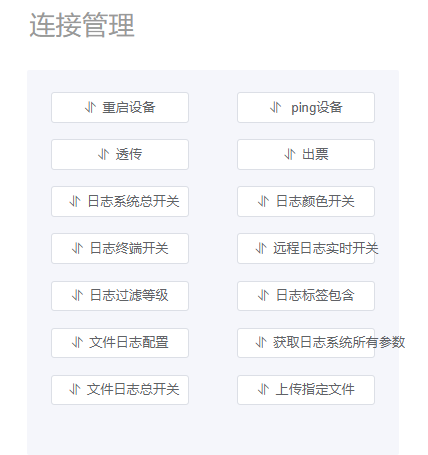 连接管理
重启设备
ping设备
透传
出票
日志系统总开关
日志颜色开关
日志终端开关
远程日志实时开关
日志过滤等级
日志标签包含
文件日志配置
获取日志系统所有参数
文件日志总开关
上传指定文件